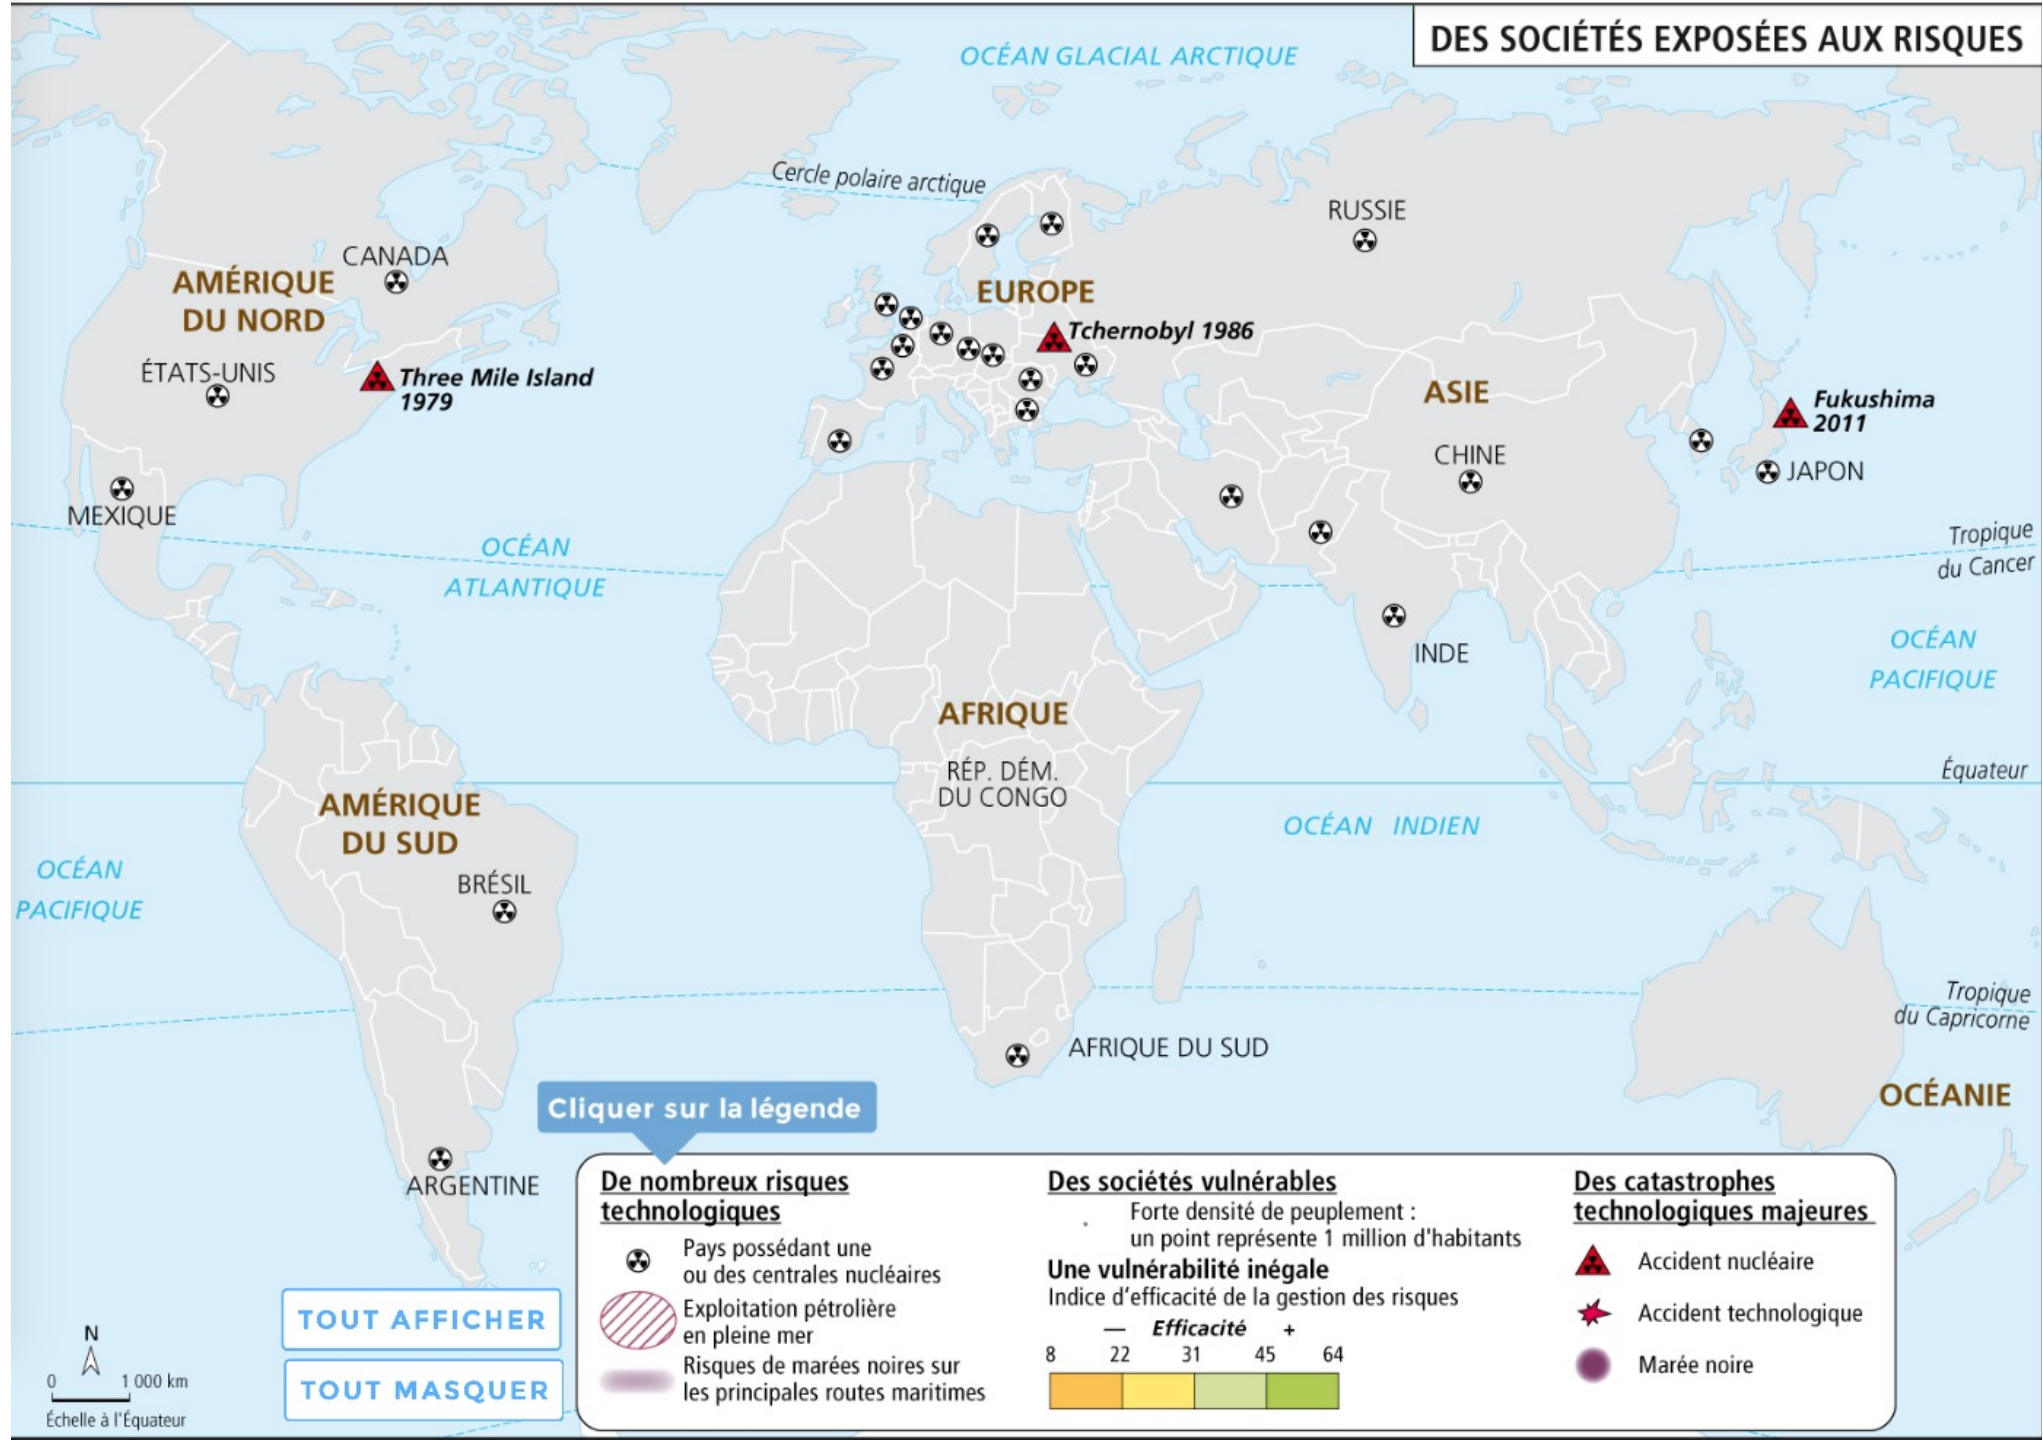 DES SOCIÉTÉS EXPOSÉES AUX RISQUES
OCÉAN GLACIAL ARCTIQUE
Cercle polaire arctique
RUSSIE
CANADA
AMÉRIQUE
DU NORD
EUROPE
Tchernobyl 1986
ÉTATS-UNIS
Three Mile Island
1979
ASIE
Fukushima
2011
CHINE
JAPON
MEXIQUE
OCÉAN
ATLANTIQUE
Tropique
du Cancer
INDE
OCÉAN
PACIFIQUE
AFRIQUE
RÉP. DÉM.
DU CONGO
Équateur
AMÉRIQUE
DU SUD
OCÉAN INDIEN
BRÉSIL
OCÉAN
PACIFIQUE
Tropique
du Capricorne
AFRIQUE DU SUD
OCÉANIE
ARGENTINE
Cliquer sur la légende
De nombreux risques
technologiques
Pays possédant une
ou des centrales nucléaires
Exploitation pétrolière
en pleine mer
Risques de marées noires sur
les principales routes maritimes
Des sociétés vulnérables
Forte densité de peuplement :
un point représente 1 million d'habitants
Une vulnérabilité inégale
Indice d'efficacité de la gestion des risques
— Efficacité +
8 22 31 45 64
Des catastrophes
technologiques majeures
Accident nucléaire
Accident technologique
Marée noire
TOUT AFFICHER
TOUT MASQUER
N
0 1 000 km
Échelle à l'Équateur